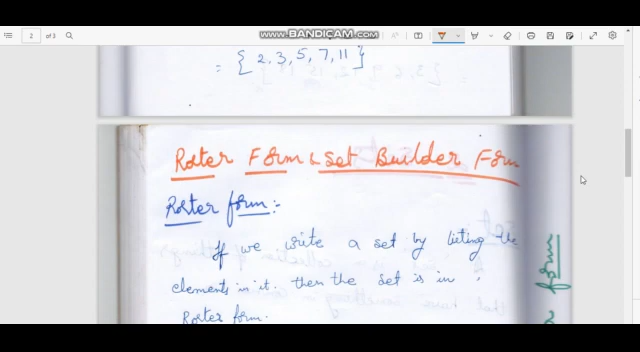 2 of 3
WWW.BANDICAM.COM
= { 2, 3, 5, 7, 11 }
Roster Form & Set Builder Form
Roster form :-
If we write a set by listing the
elements in it. then the set is in
Roster form.
form